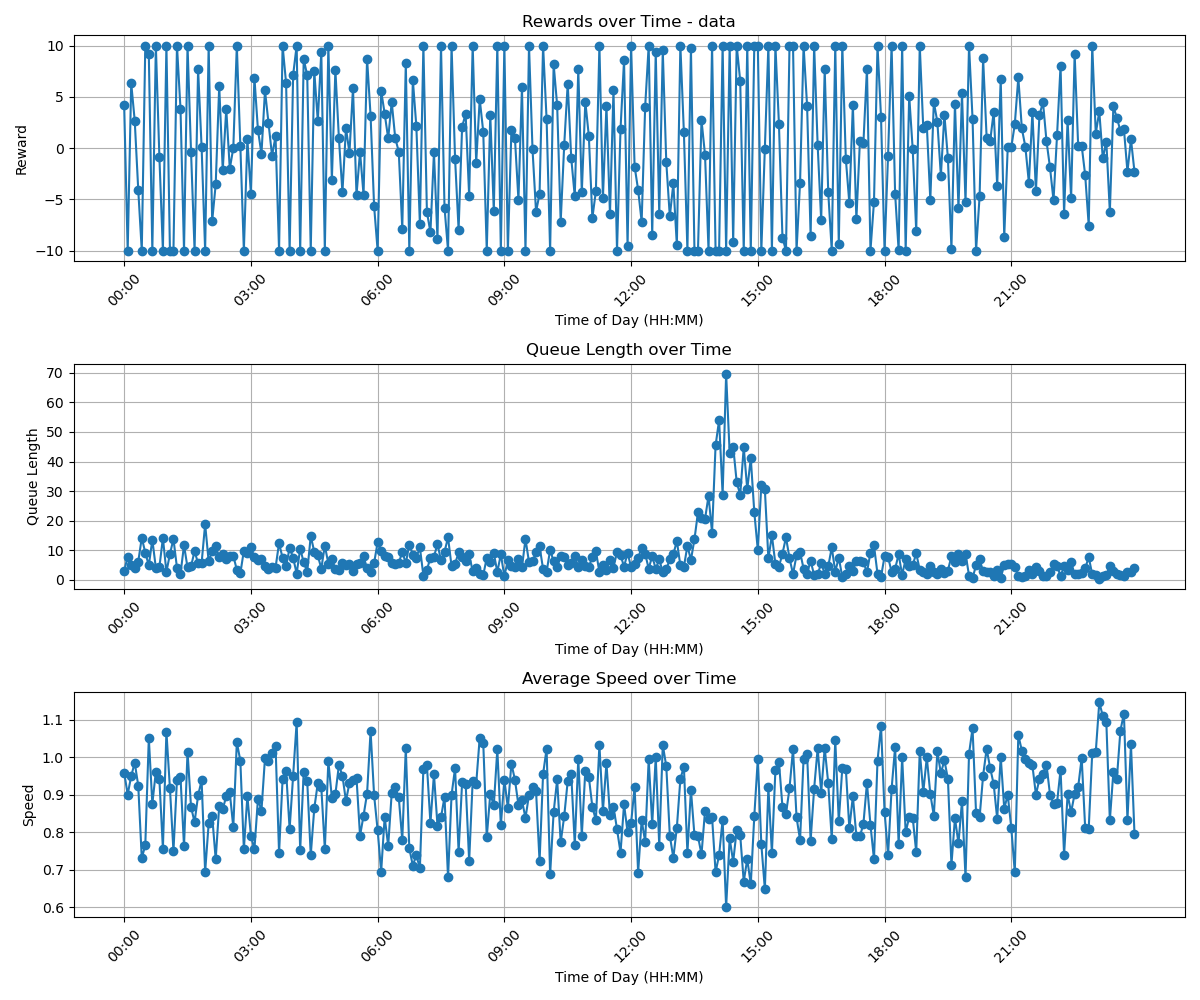 Rewards over Time - data
10
5
0
−5
−10
Reward
00:00 03:00 06:00 09:00 12:00 15:00 18:00 21:00
Time of Day (HH:MM)
Queue Length over Time
70
60
50
40
30
20
10
0
Queue Length
00:00 03:00 06:00 09:00 12:00 15:00 18:00 21:00
Time of Day (HH:MM)
Average Speed over Time
1.1
1.0
0.9
0.8
0.7
0.6
Speed
00:00 03:00 06:00 09:00 12:00 15:00 18:00 21:00
Time of Day (HH:MM)